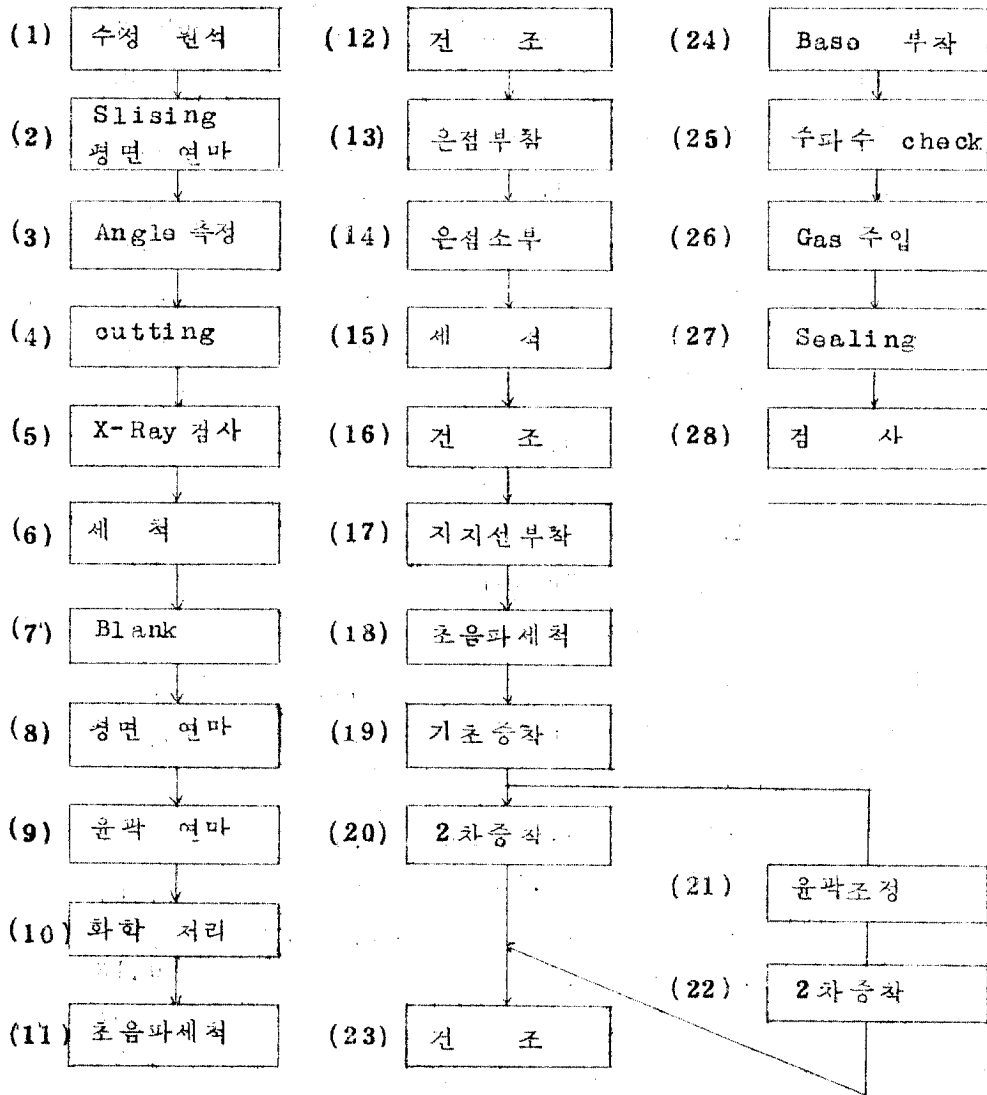 (1) 수정 원석
(2) Slising
평면 연마
(3) Angle 측정
(4) cutting
(5) X-Ray 검사
(6) 세 척
(7) Blank
(8) 평면 연마
(9) 윤곽 연마
(10) 화학 처리
(11) 초음파세척
(12) 건 조
(13) 은점부착
(14) 은점소부
(15) 세 척
(16) 건 조
(17) 지지선부착
(18) 초음파세척
(19) 기초증착
(20) 2차증착
(21) 윤곽조정
(22) 2차증착
(23) 건 조
(24) Base 부착
(25) 주파수 check
(26) Gas 주입
(27) Sealing
(28) 검 사